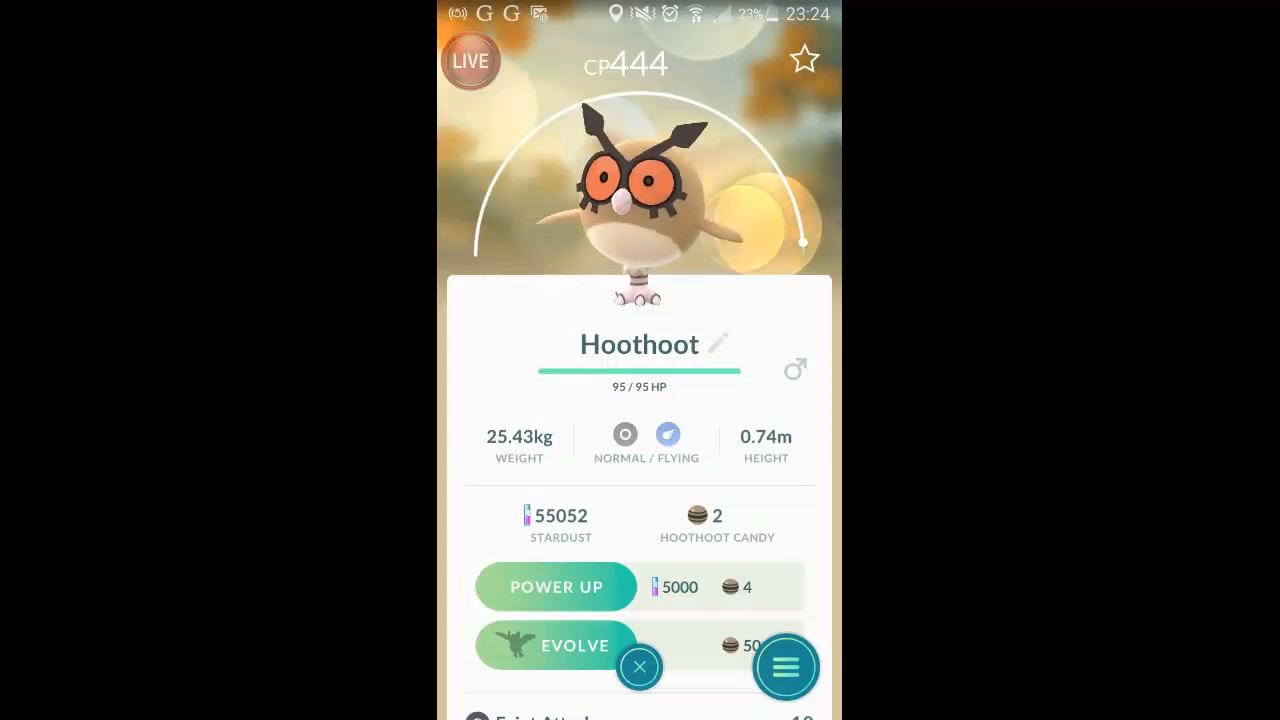 23% 23:24
LIVE
CP444
Hoothoot
95 / 95 HP
25.43kg
WEIGHT
NORMAL / FLYING
0.74m
HEIGHT
55052
STARDUST
2
HOOTHOOT CANDY
POWER UP 5000 4
EVOLVE 50